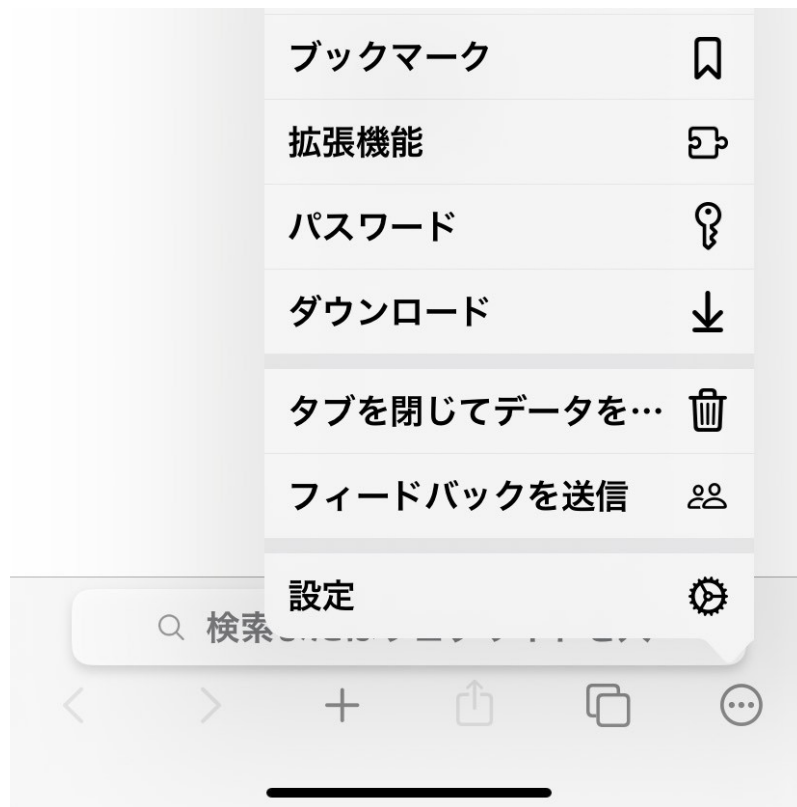 ブックマーク
拡張機能
パスワード
ダウンロード
タブを閉じてデータを…
フィードバックを送信
設定
検索